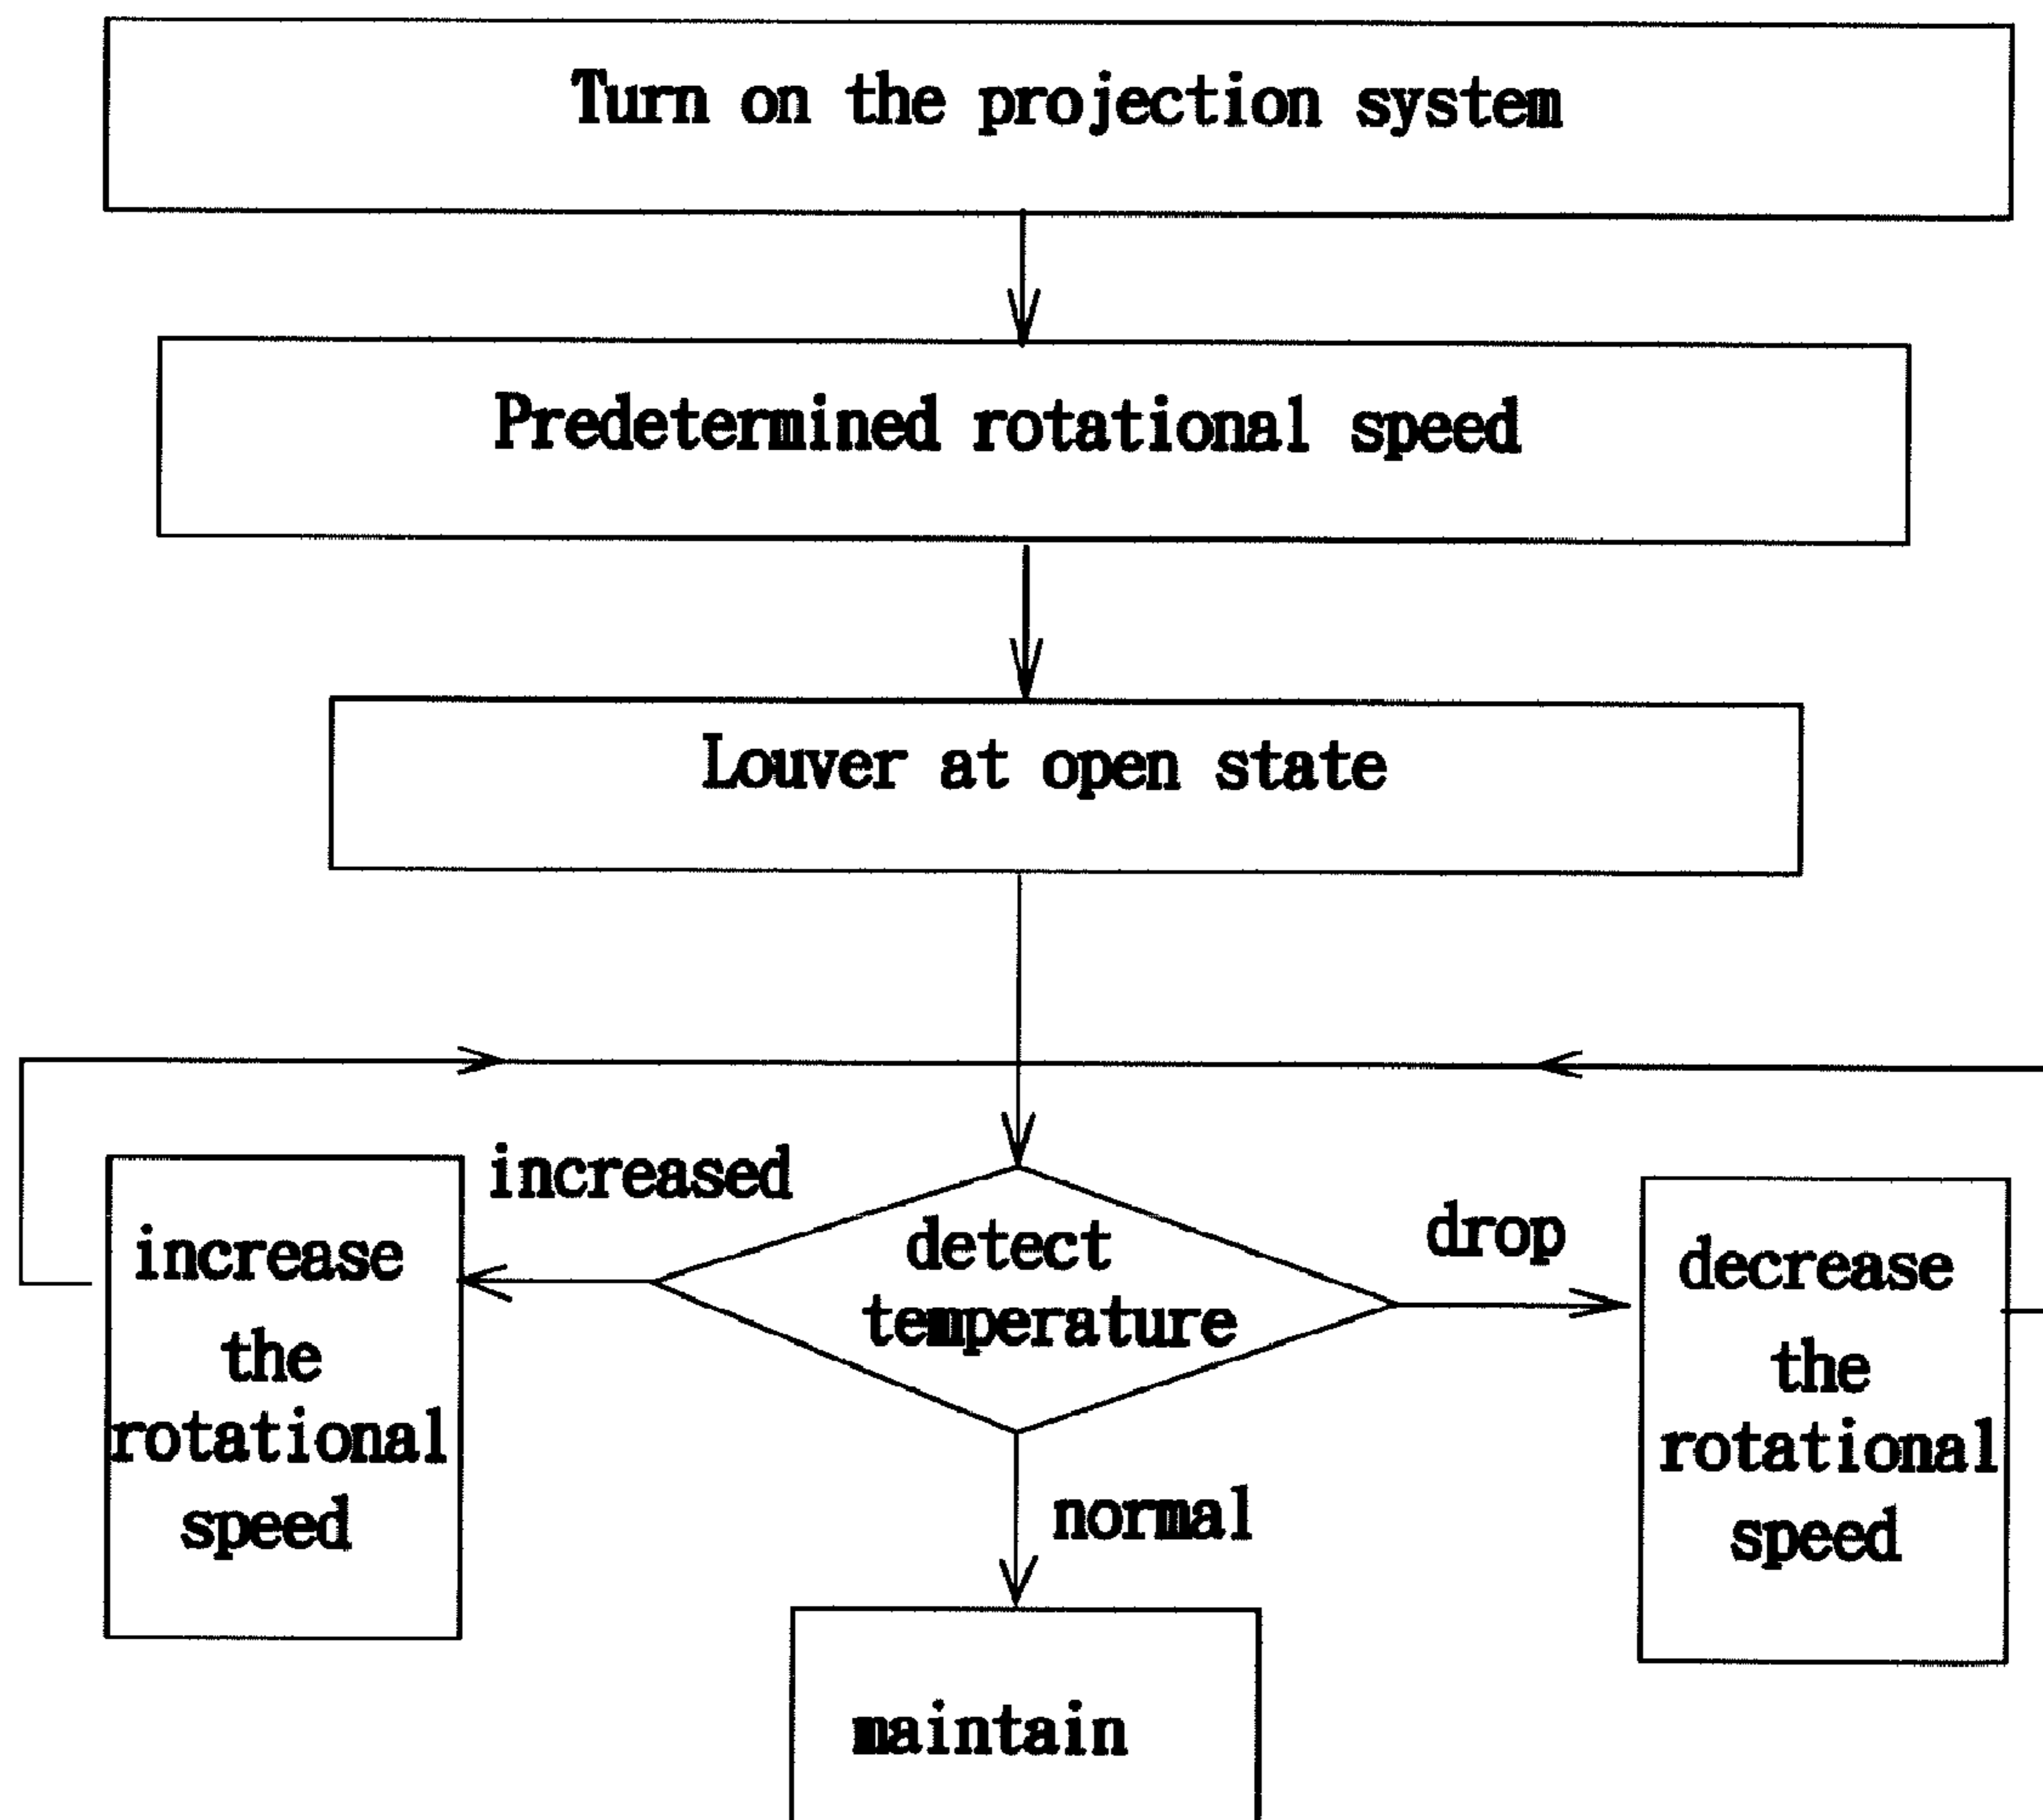 Turn on the projection system
Predetermined rotational speed
Louver at open state
increased
increase
the
rotational
speed
detect
temperature
drop
decrease
the
rotational
speed
normal
maintain